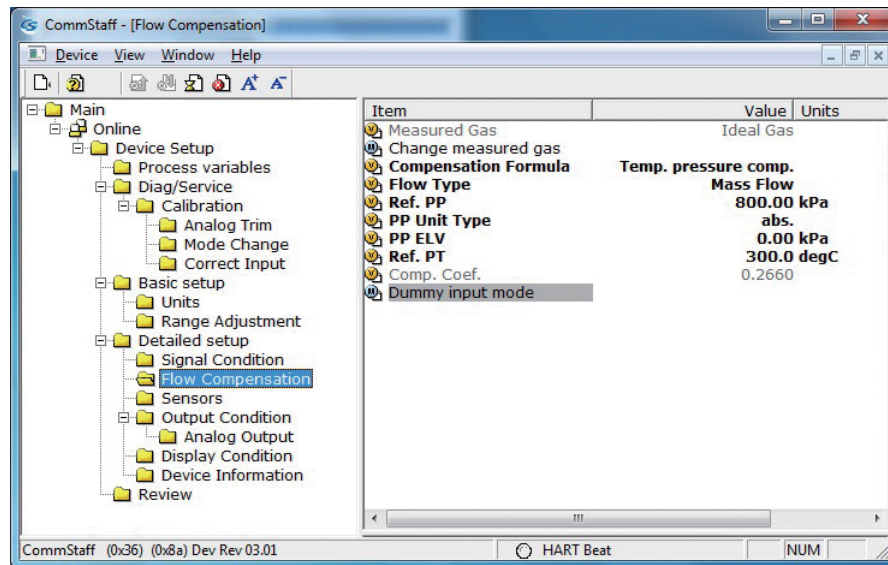 CommStaff - [Flow Compensation]
Device View Window Help
Main
Online
Device Setup
Process variables
Diag/Service
Calibration
Analog Trim
Mode Change
Correct Input
Basic setup
Units
Range Adjustment
Detailed setup
Signal Condition
Flow Compensation
Sensors
Output Condition
Analog Output
Display Condition
Device Information
Review
Item Value Units
Measured Gas Ideal Gas
Change measured gas
Compensation Formula Temp. pressure comp.
Flow Type Mass Flow
Ref. PP 800.00 kPa
PP Unit Type abs.
PP ELV 0.00 kPa
Ref. PT 300.0 degC
Comp. Coef. 0.2660
Dummy input mode
CommStaff (0x36) (0x8a) Dev Rev 03.01 HART Beat NUM